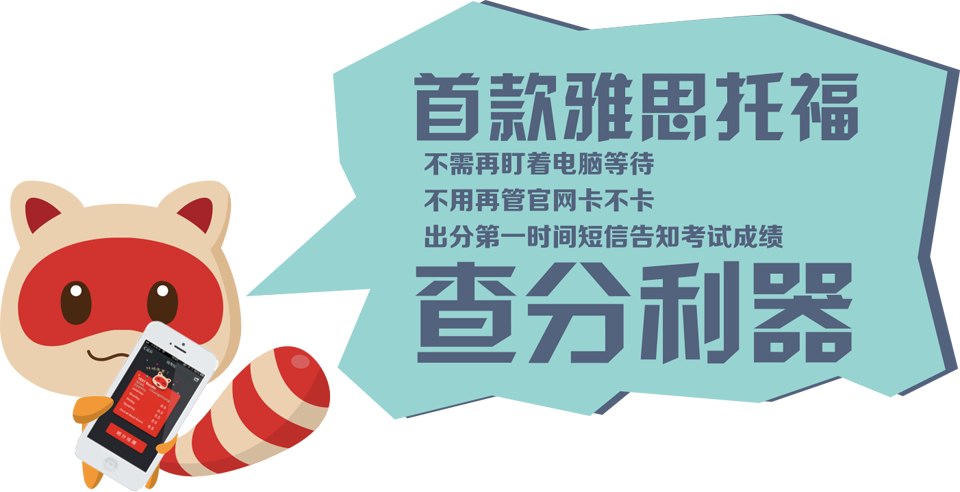 首款雅思托福
不需再盯着电脑等待
不用再管官网卡不卡
出分第一时间短信告知考试成绩
查分利器